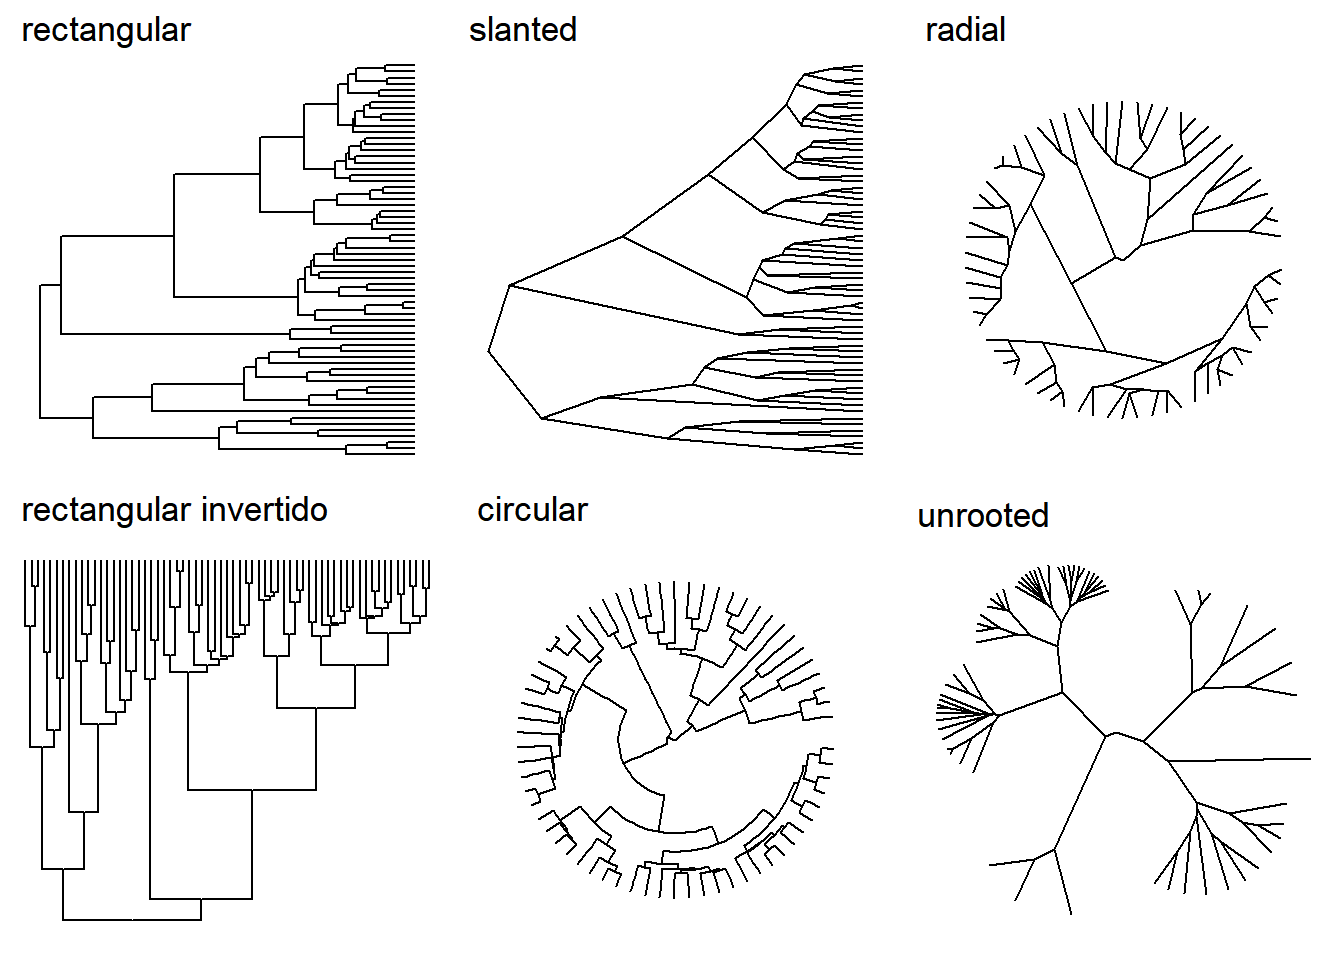 rectangular
slanted
radial
rectangular invertido
circular
unrooted